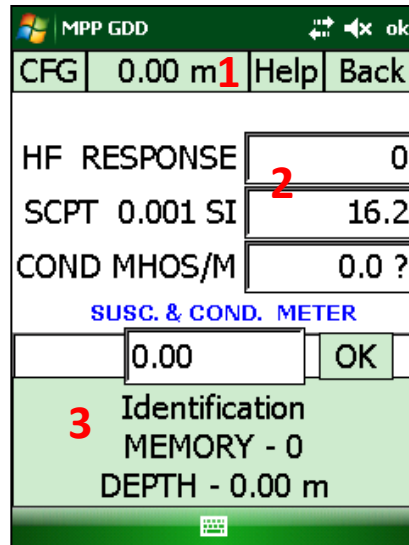 MPP GDD ok
CFG 0.00 m 1 Help Back
HF RESPONSE 0
2
SCPT 0.001 SI 16.2
COND MHOS/M 0.0 ?
SUSC. & COND. METER
0.00 OK
Identification
3
MEMORY - 0
DEPTH - 0.00 m